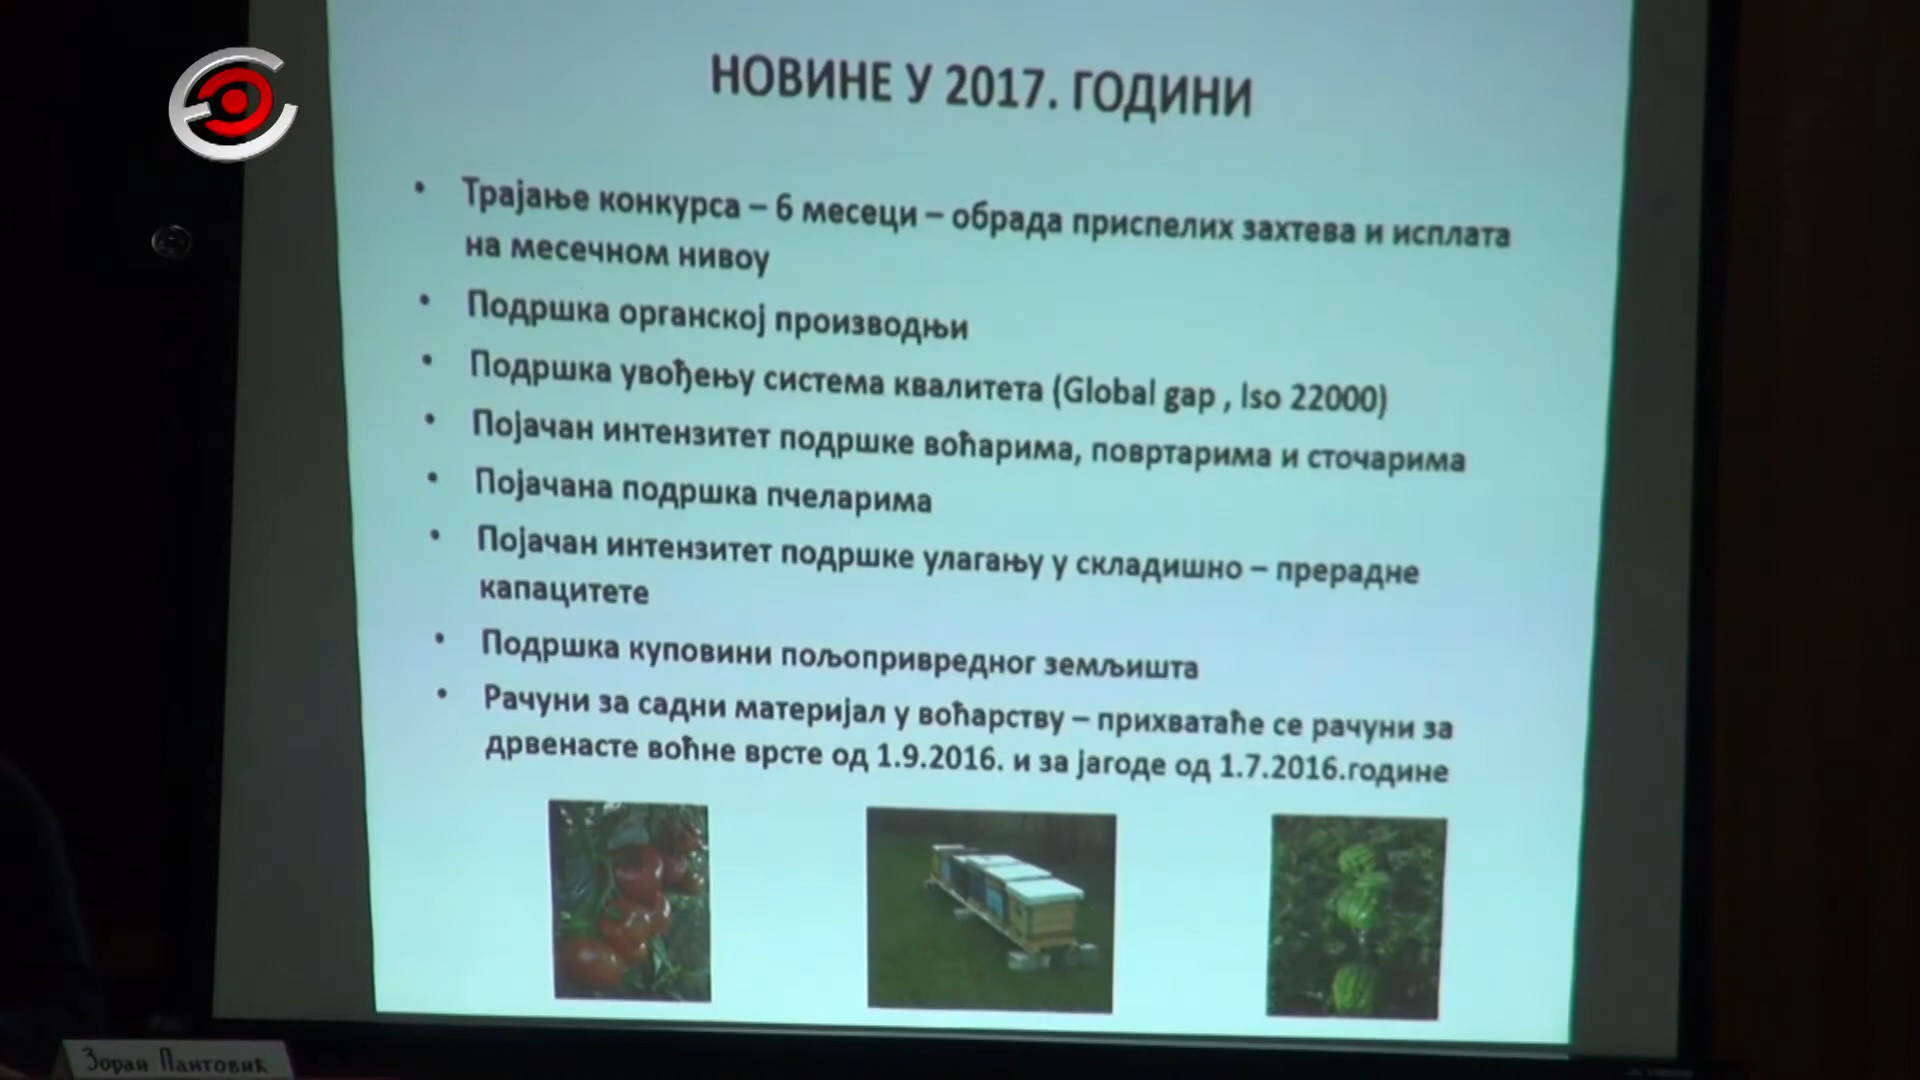 НОВИНЕ У 2017. ГОДИНИ
• Трајање конкурса – 6 месеци – обрада приспелих захтева и исплата
на месечном нивоу
• Подршка органској производњи
• Подршка увођењу система квалитета (Global gap , Iso 22000)
• Појачан интензитет подршке воћарима, повртарима и сточарима
• Појачана подршка пчеларима
• Појачан интензитет подршке улагању у складишно – прерадне
капацитете
• Подршка куповини пољопривредног земљишта
• Рачуни за садни материјал у воћарству – прихватаће се рачуни за
дрвенасте воћне врсте од 1.9.2016. и за јагоде од 1.7.2016.године
Зоран Пантовић